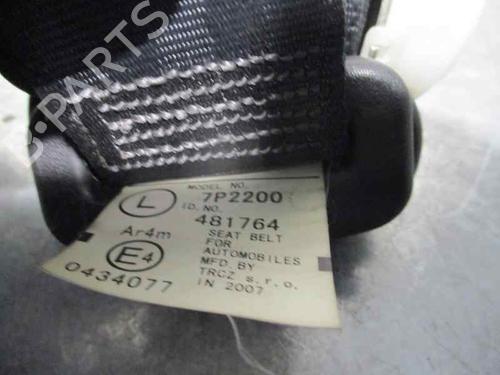 B-PARTS
MODEL NO.
7P2200
L
ID. NO.
481764
Ar4m
SEAT BELT
FOR
AUTOMOBILES
E4
MFD. BY
TRCZ s.r.o.
0434077
IN 2007